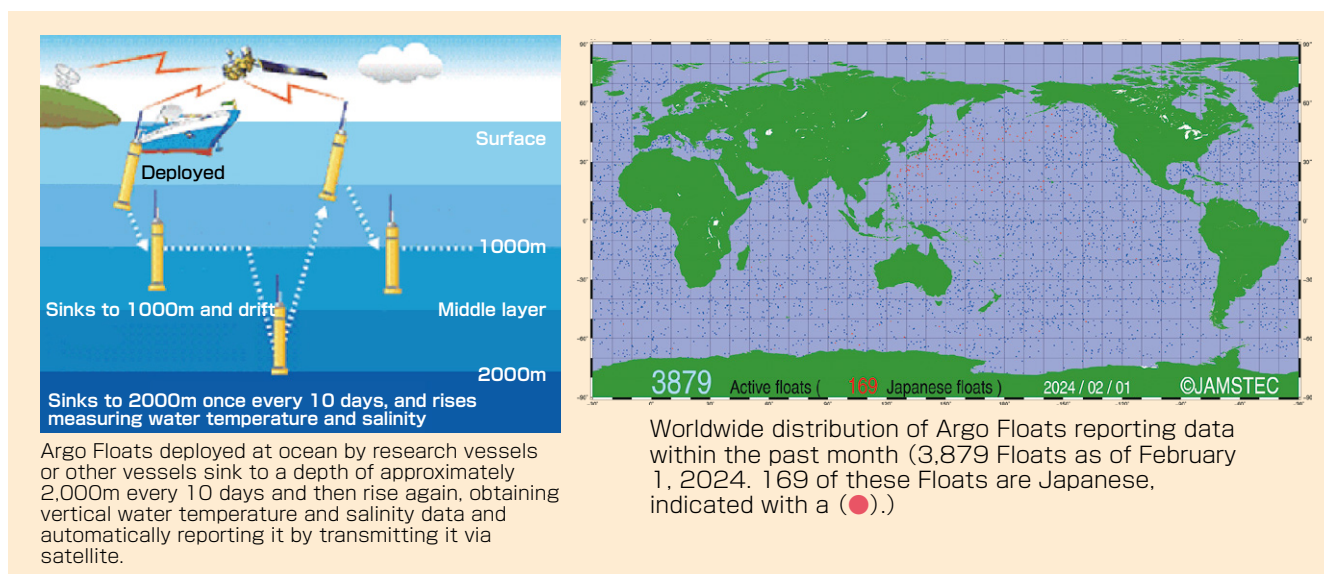 Surface
Deployed
1000m
Sinks to 1000m and drift
Middle layer
2000m
Sinks to 2000m once every 10 days, and rises
measuring water temperature and salinity
Argo Floats deployed at ocean by research vessels
or other vessels sink to a depth of approximately
2,000m every 10 days and then rise again, obtaining
vertical water temperature and salinity data and
automatically reporting it by transmitting it via
satellite.
3879 Active floats ( 169 Japanese floats ) 2024 / 02 / 01 ©JAMSTEC
Worldwide distribution of Argo Floats reporting data
within the past month (3,879 Floats as of February
1, 2024. 169 of these Floats are Japanese,
indicated with a (●).)